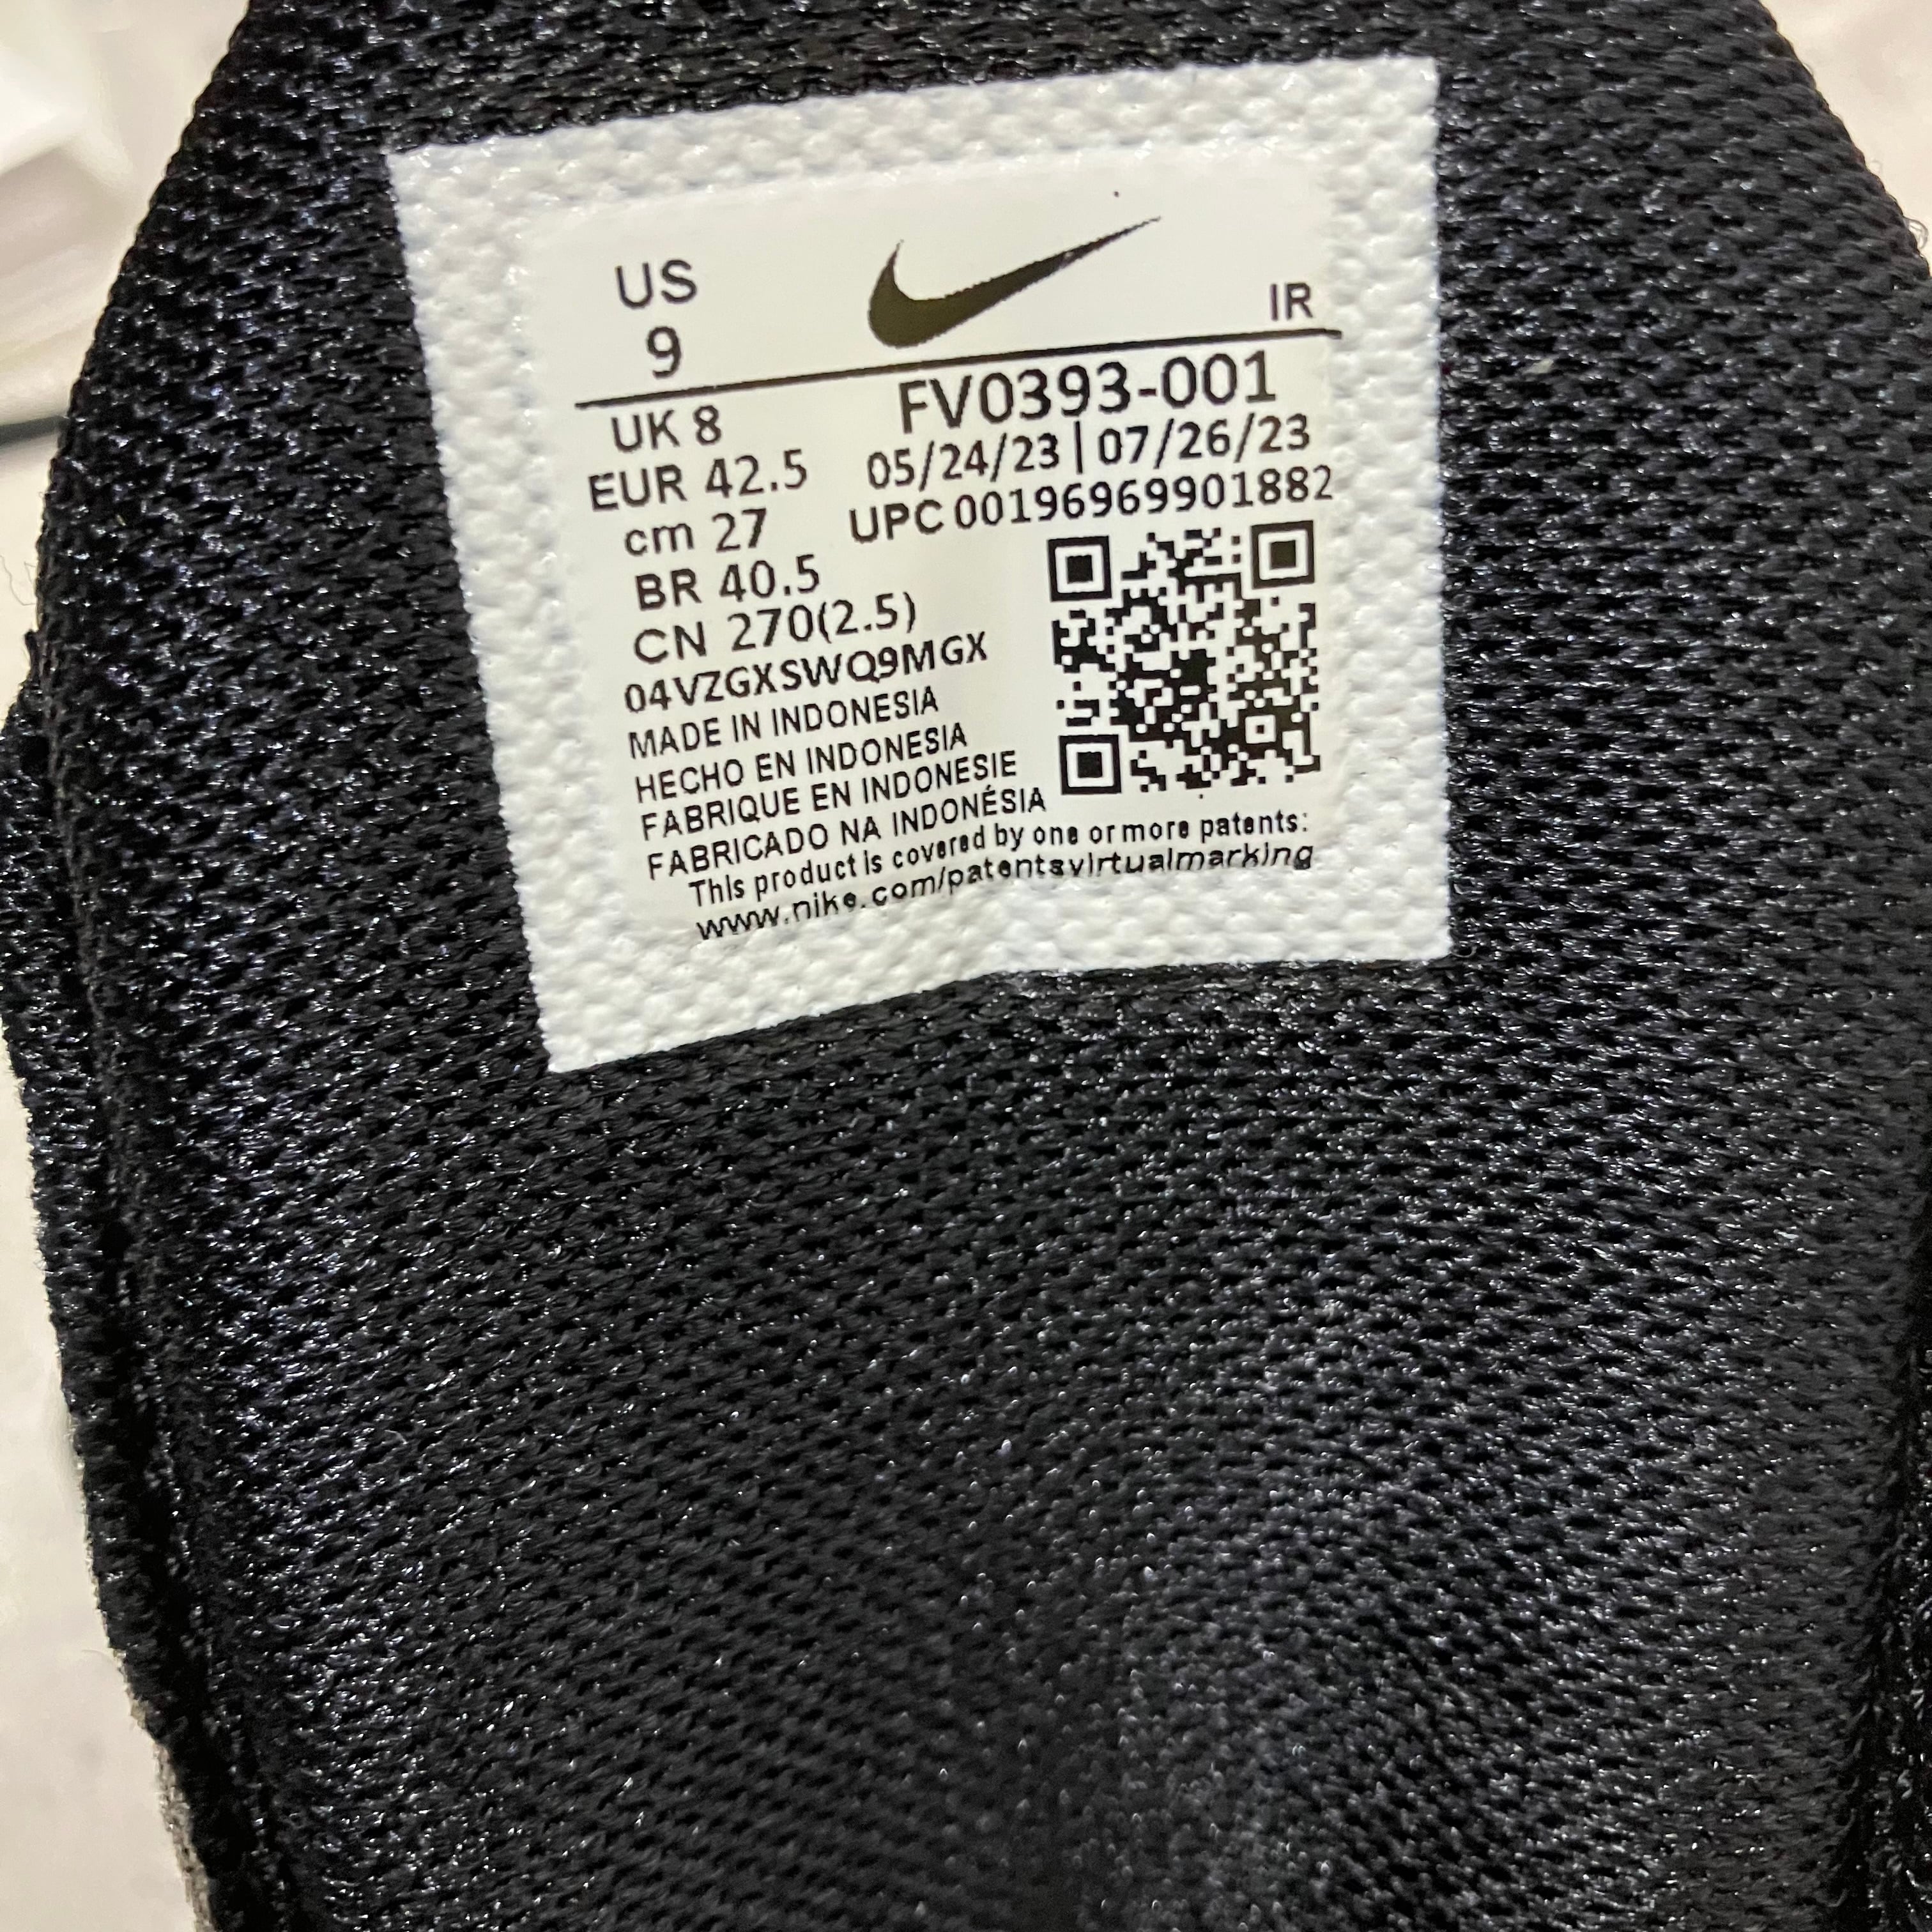 US
9
IR
UK 8
FV0393-001
EUR 42.5
05/24/23 | 07/26/23
cm 27
UPC 00196969901882
BR 40.5
CN 270(2.5)
04VZGXSWQ9MGX
MADE IN INDONESIA
HECHO EN INDONESIA
FABRIQUE EN INDONESIE
FABRICADO NA INDONÉSIA
This product is covered by one or more patents:
www.nike.com/patentsvirtualmarking